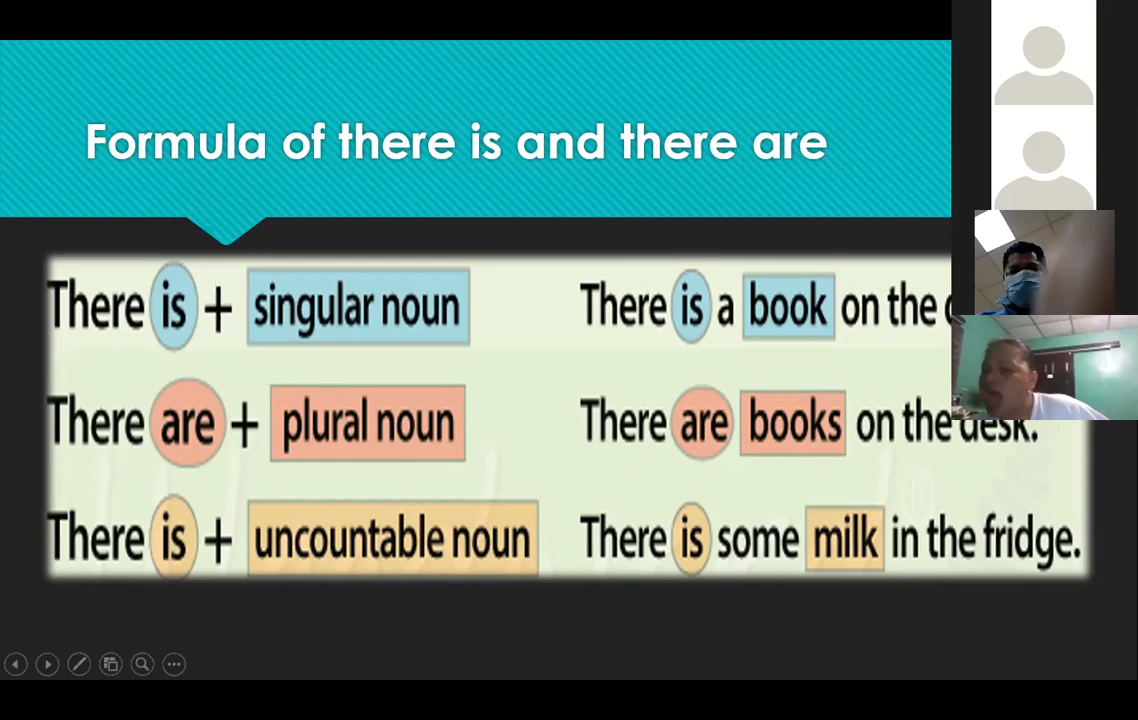 Formula of there is and there are
There is + singular noun
There is a book on the
There are + plural noun
There are books on the desk.
There is + uncountable noun
There is some milk in the fridge.